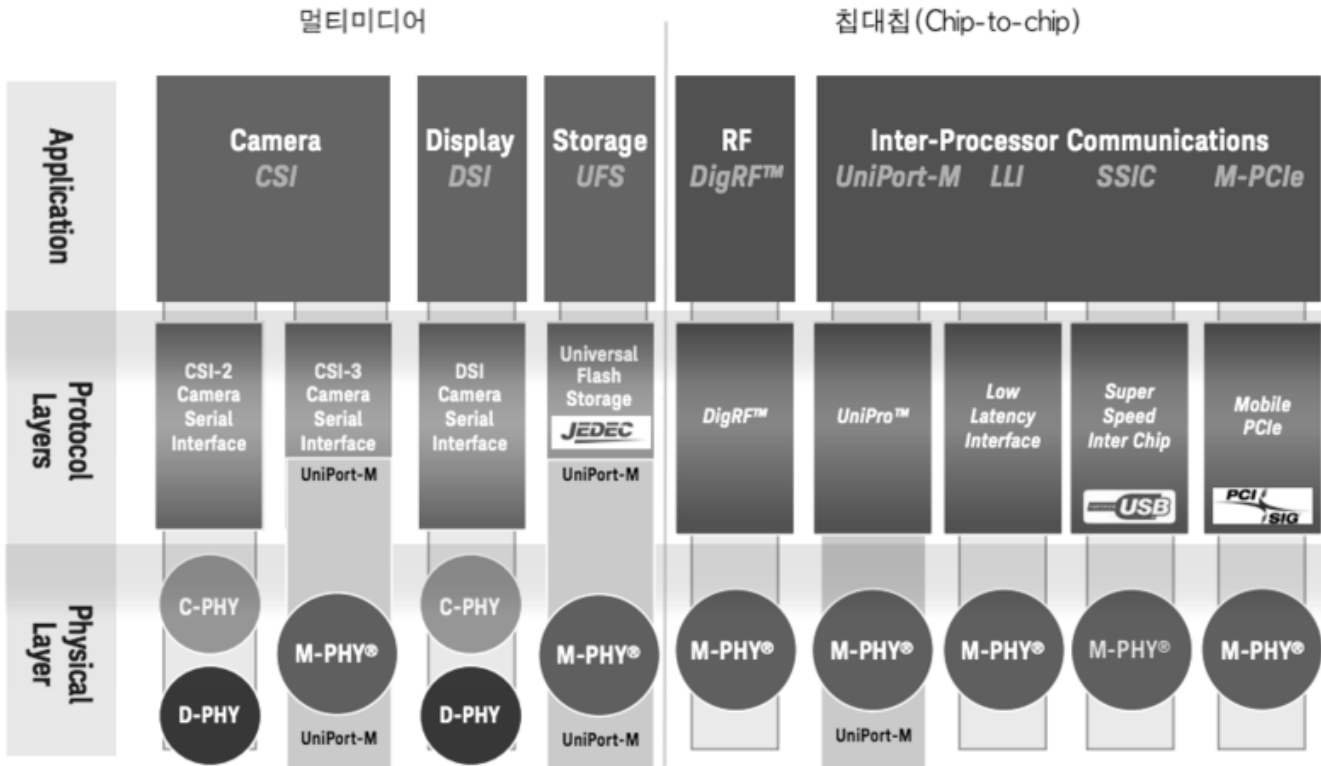 멀티미디어
칩대칩(Chip-to-chip)
Application
Camera
CSI
Display
DSI
Storage
UFS
RF
DigRF™
Inter-Processor Communications
UniPort-M LLI SSIC M-PCIe
Protocol
Layers
CSI-2
Camera
Serial
Interface
CSI-3
Camera
Serial
Interface
UniPort-M
DSI
Camera
Serial
Interface
Universal
Flash
Storage
JEDEC
UniPort-M
DigRF™
UniPro™
Low
Latency
Interface
Super
Speed
Inter Chip
USB
Mobile
PCIe
PCI
SIG
Physical
Layer
C-PHY
D-PHY
M-PHY®
UniPort-M
C-PHY
D-PHY
M-PHY®
UniPort-M
M-PHY®
M-PHY®
UniPort-M
M-PHY®
M-PHY®
M-PHY®